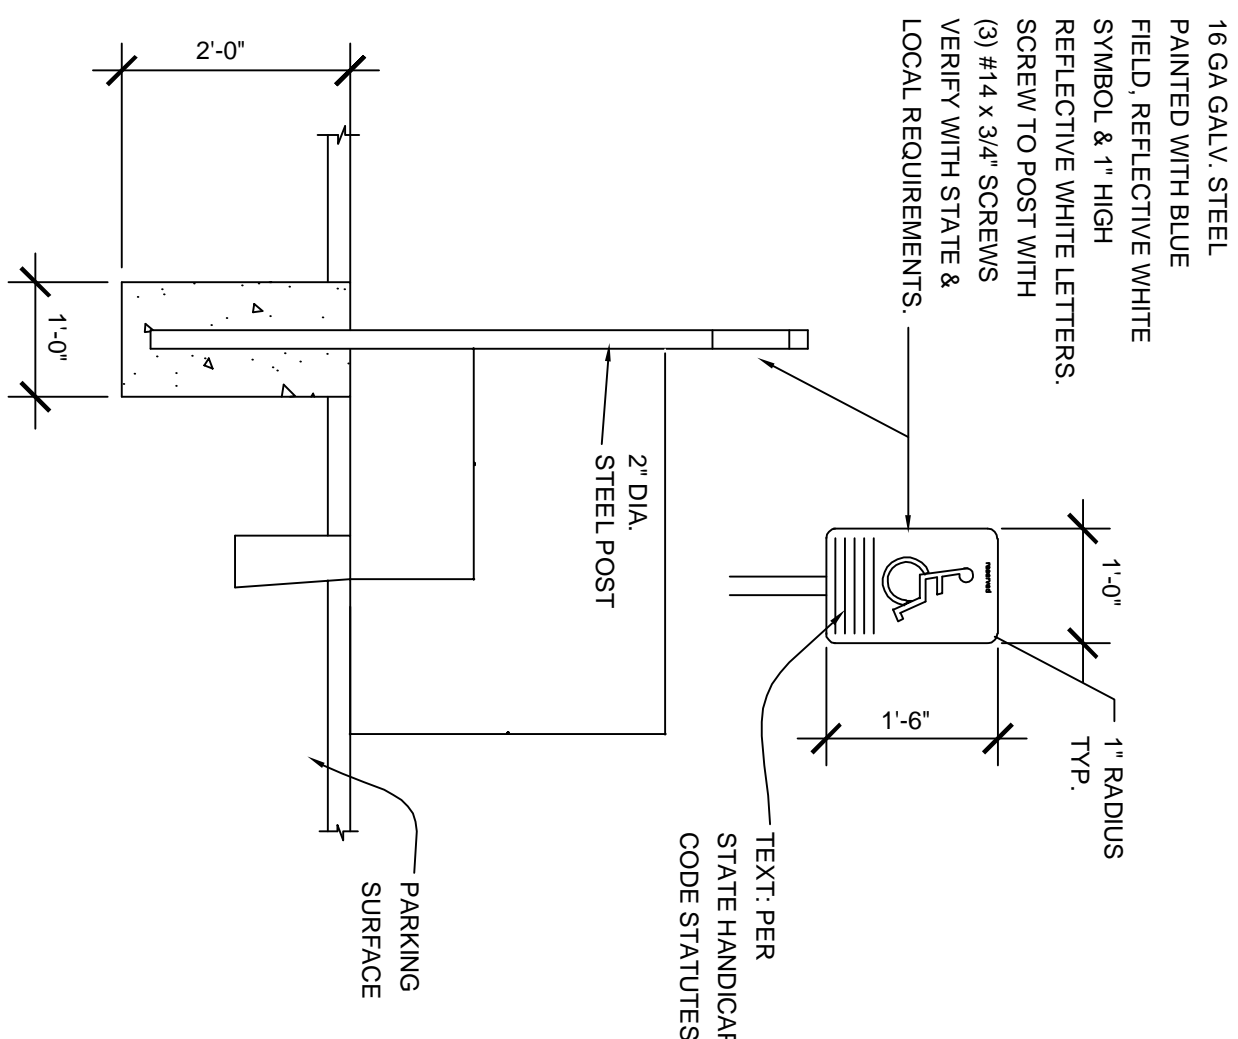 16 GA GALV. STEEL
PAINTED WITH BLUE
FIELD, REFLECTIVE WHITE
SYMBOL & 1" HIGH
REFLECTIVE WHITE LETTERS.
SCREW TO POST WITH
(3) #14 x 3/4" SCREWS
VERIFY WITH STATE &
LOCAL REQUIREMENTS.
1'-0"
1" RADIUS
TYP.
reserved
1'-6"
TEXT: PER
STATE HANDICAP
CODE STATUTES
2" DIA.
STEEL POST
PARKING
SURFACE
2'-0"
1'-0"